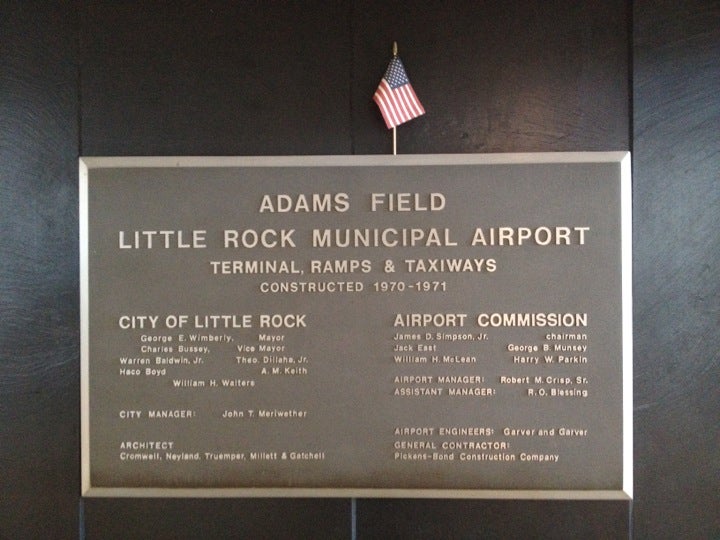 ADAMS FIELD
LITTLE ROCK MUNICIPAL AIRPORT
TERMINAL, RAMPS & TAXIWAYS
CONSTRUCTED 1970-1971
CITY OF LITTLE ROCK
George E. Wimberly, Mayor
Charles Bussey, Vice Mayor
Warren Baldwin, Jr. Theo. Dillaha, Jr.
Haco Boyd A. M. Keith
William H. Walters
CITY MANAGER: John T. Meriwether
ARCHITECT
Cromwell, Neyland, Truemper, Millett & Gatchell
AIRPORT COMMISSION
James D. Simpson, Jr. chairman
Jack East George B. Munsey
William H. McLean Harry W. Parkin
AIRPORT MANAGER: Robert M. Crisp, Sr.
ASSISTANT MANAGER: R. O. Blessing
AIRPORT ENGINEERS: Garver and Garver
GENERAL CONTRACTOR:
Pickens-Bond Construction Company